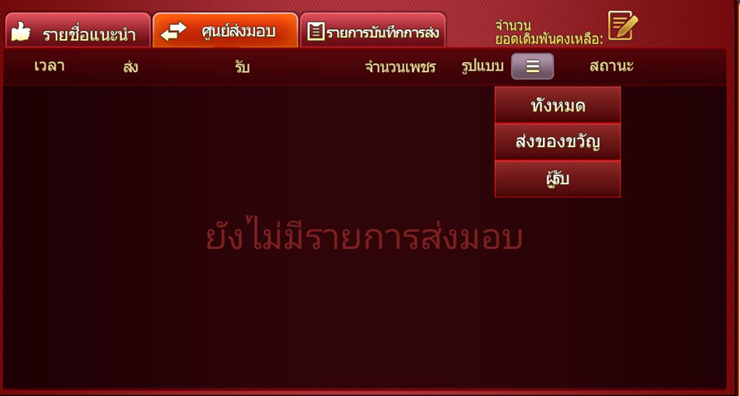 รายชื่อแนะนำ
ศูนย์ส่งมอบ
รายการบันทึกการส่ง
จำนวน
ยอดเดิมพันคงเหลือ:
เวลา ส่ง รับ จำนวนเพชร รูปแบบ สถานะ
ทั้งหมด
ส่งของขวัญ
ผู้รับ
ยังไม่มีรายการส่งมอบ